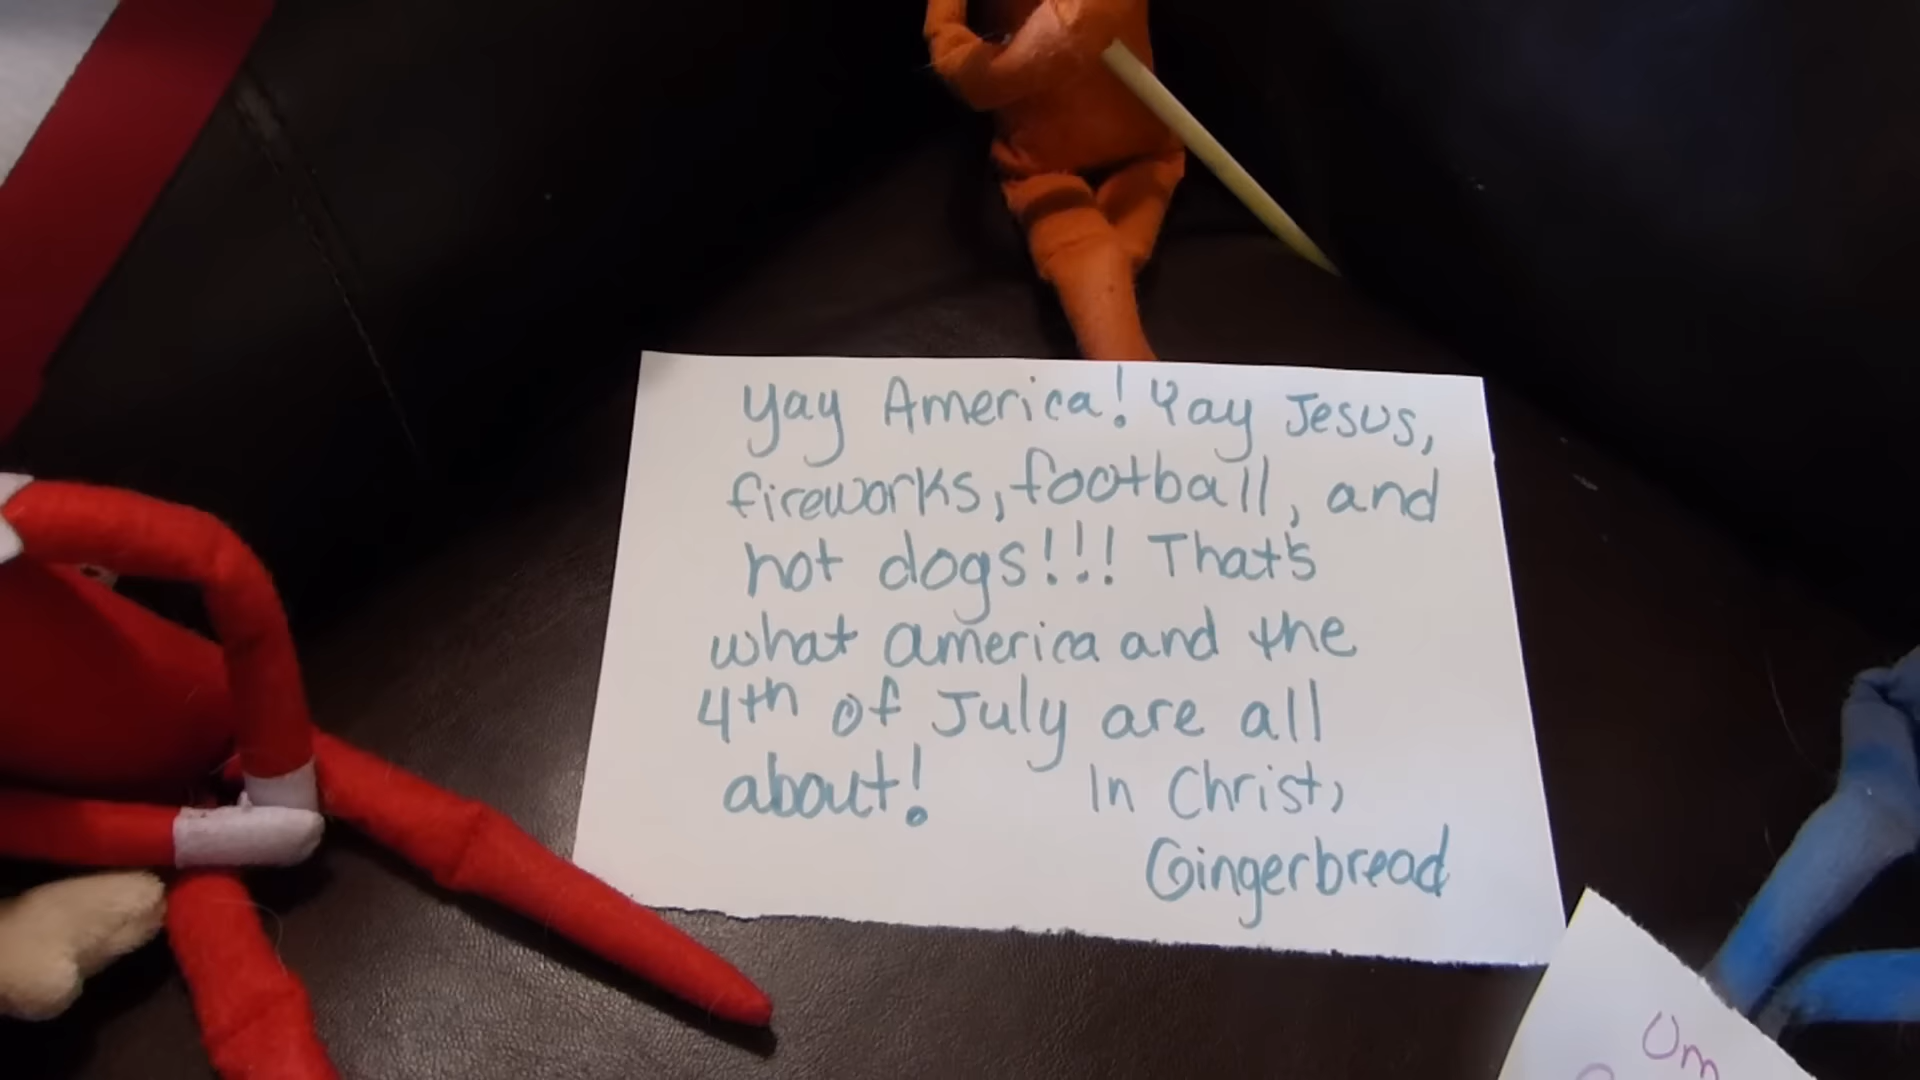 Yay America! Yay Jesus,
fireworks, football, and
hot dogs!!! That's
what america and the
4th of July are all
about! In Christ,
Gingerbread
Um